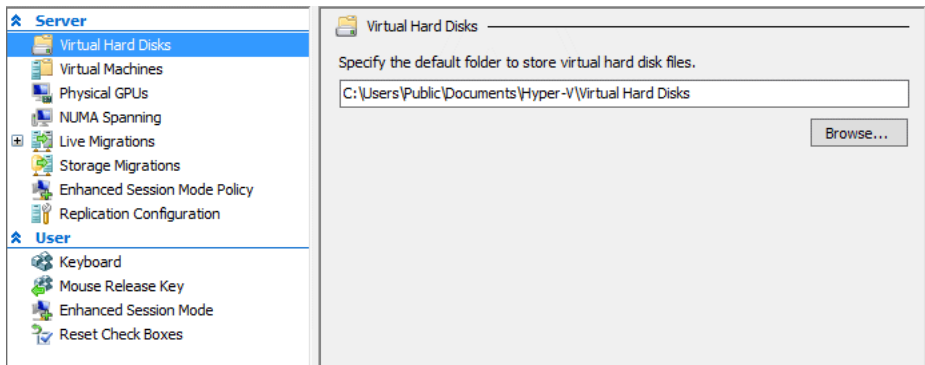 Server
Virtual Hard Disks
Virtual Machines
Physical GPUs
NUMA Spanning
Live Migrations
Storage Migrations
Enhanced Session Mode Policy
Replication Configuration
User
Keyboard
Mouse Release Key
Enhanced Session Mode
Reset Check Boxes
Virtual Hard Disks
Specify the default folder to store virtual hard disk files.
C:\Users\Public\Documents\Hyper-V\Virtual Hard Disks
Browse...